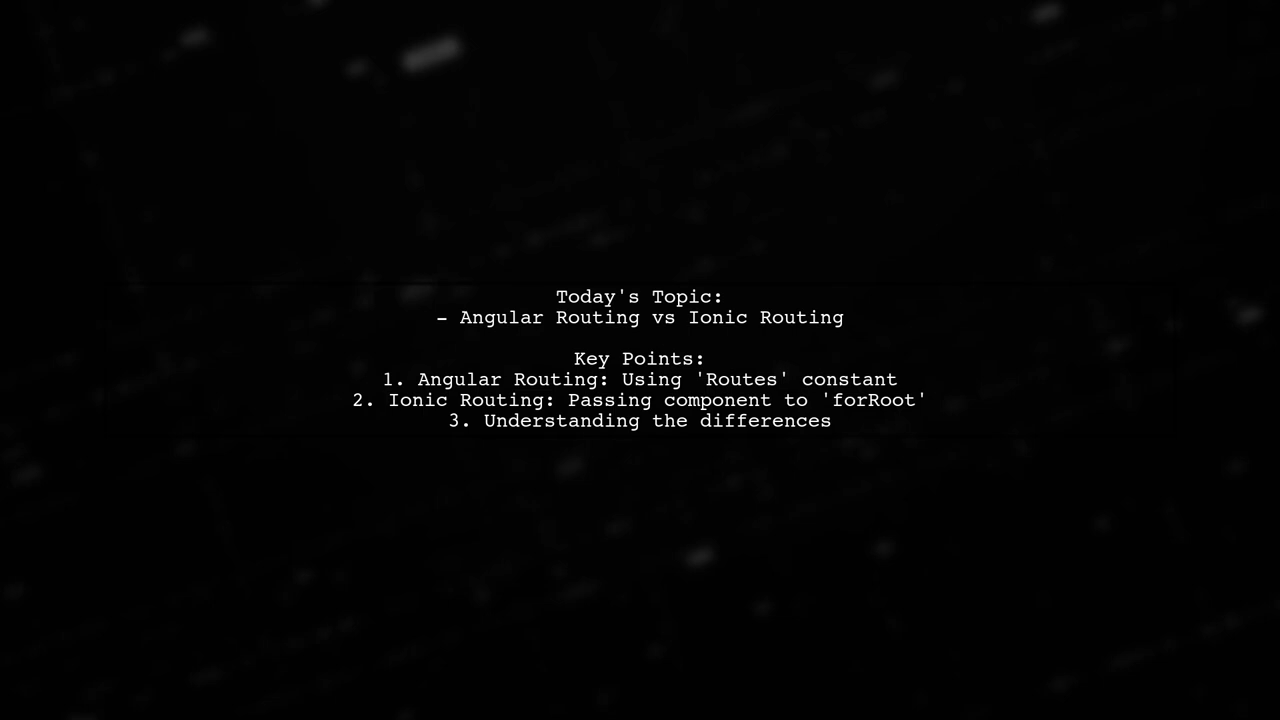 Today's Topic:
– Angular Routing vs Ionic Routing
Key Points:
1. Angular Routing: Using 'Routes' constant
2. Ionic Routing: Passing component to 'forRoot'
3. Understanding the differences